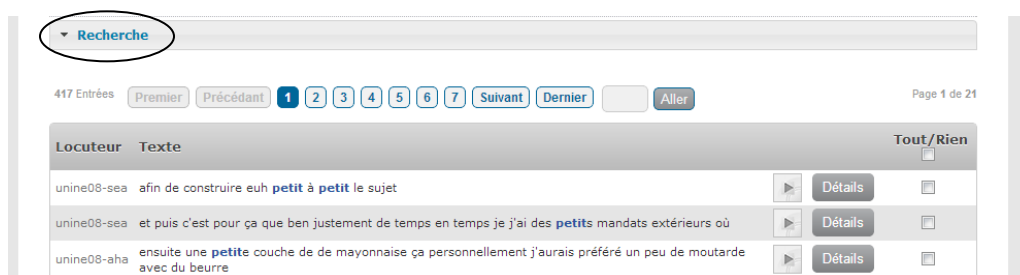 Recherche
417 Entrées Premier Précédant 1 2 3 4 5 6 7 Suivant Dernier Aller Page 1 de 21
Locuteur Texte Tout/Rien
unine08-sea afin de construire euh petit à petit le sujet Détails
unine08-sea et puis c'est pour ça que ben justement de temps en temps je j'ai des petits mandats extérieurs où Détails
unine08-aha ensuite une petite couche de de mayonnaise ça personnellement j'aurais préféré un peu de moutarde Détails
avec du beurre